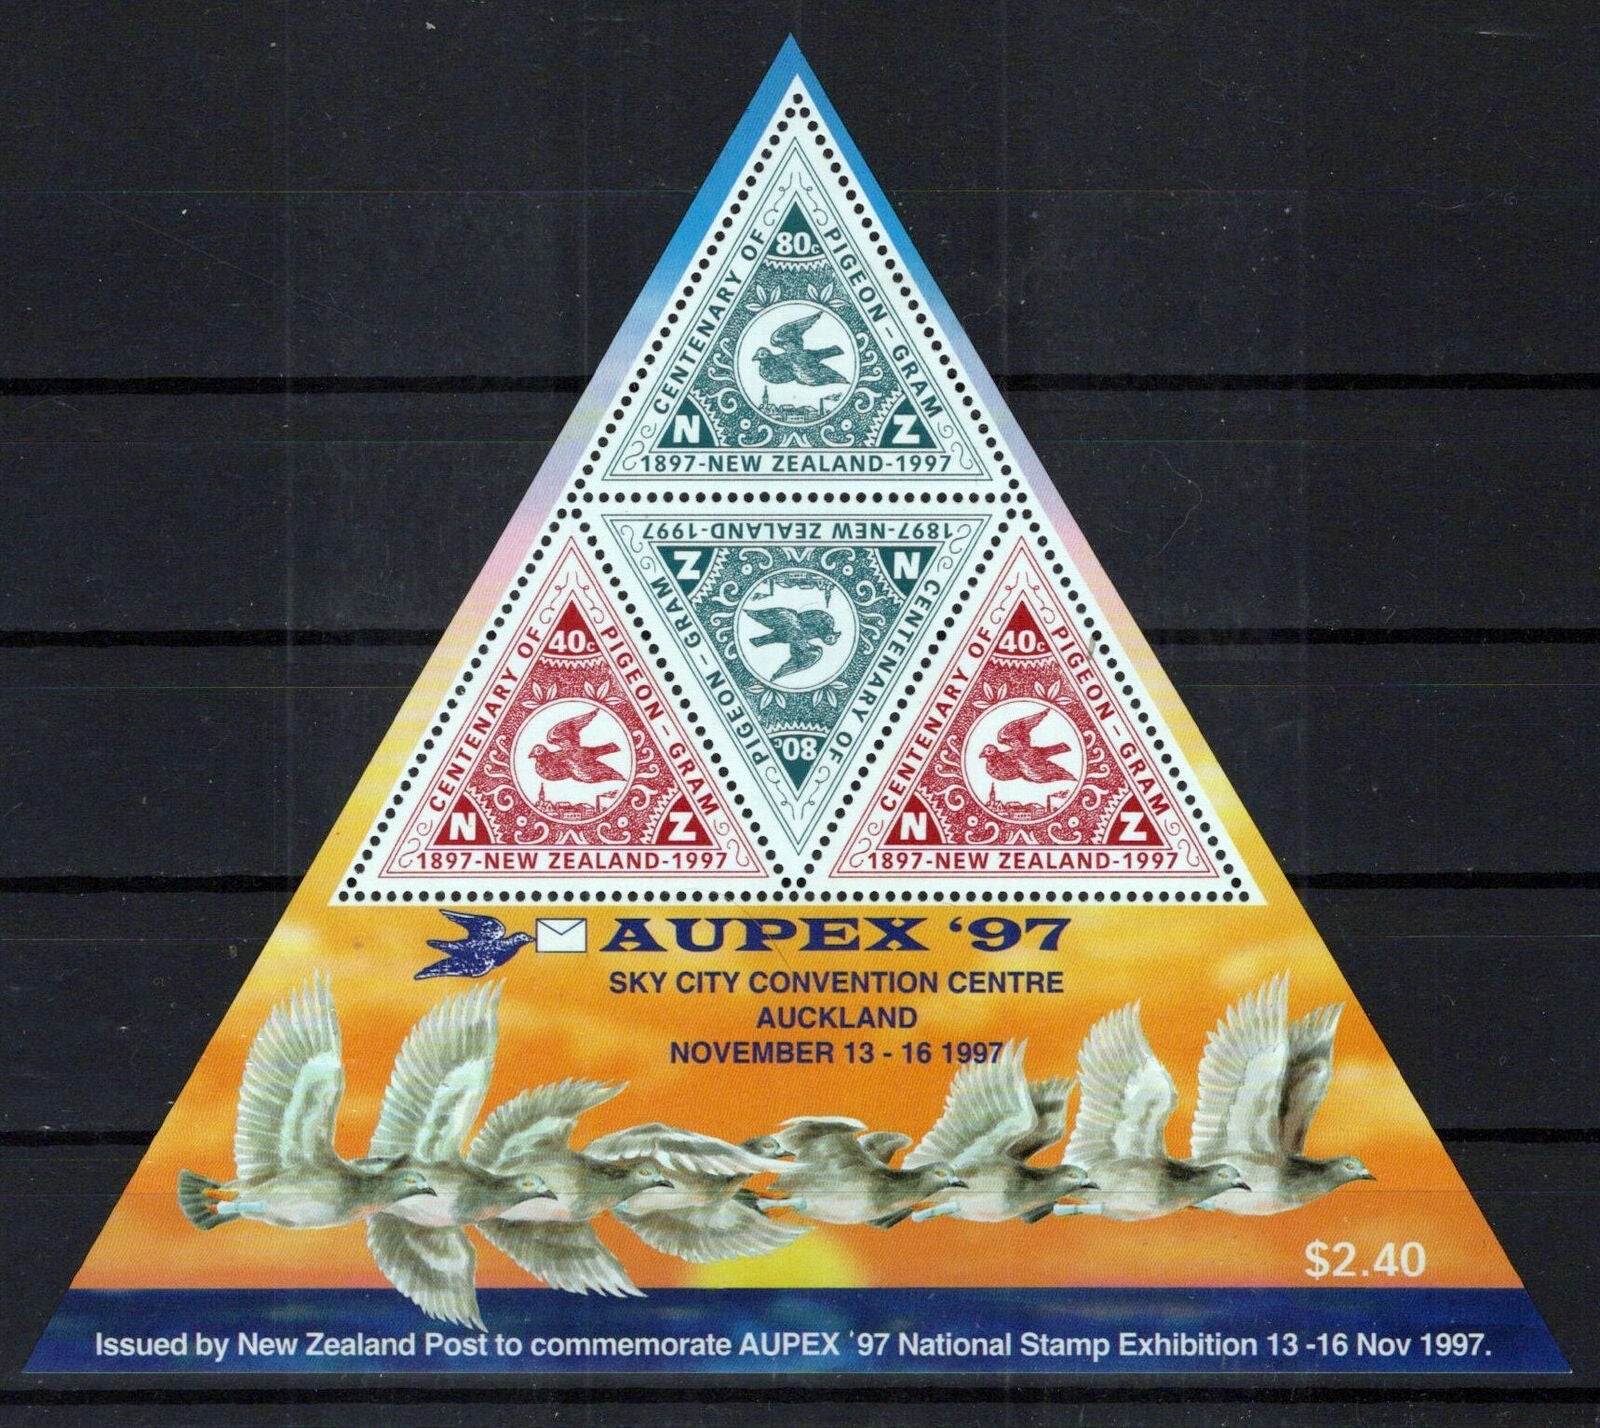 80c
CENTENARY OF
PIGEON-GRAM
N Z
1897-NEW ZEALAND-1997
1897-NEW ZEALAND-1997
N Z
CENTENARY OF
PIGEON-GRAM
80c
40c
CENTENARY OF
PIGEON-GRAM
N Z
1897-NEW ZEALAND-1997
40c
CENTENARY OF
PIGEON-GRAM
N Z
1897-NEW ZEALAND-1997
AUPEX ‘97
SKY CITY CONVENTION CENTRE
AUCKLAND
NOVEMBER 13 - 16 1997
$2.40
Issued by New Zealand Post to commemorate AUPEX ‘97 National Stamp Exhibition 13 -16 Nov 1997.